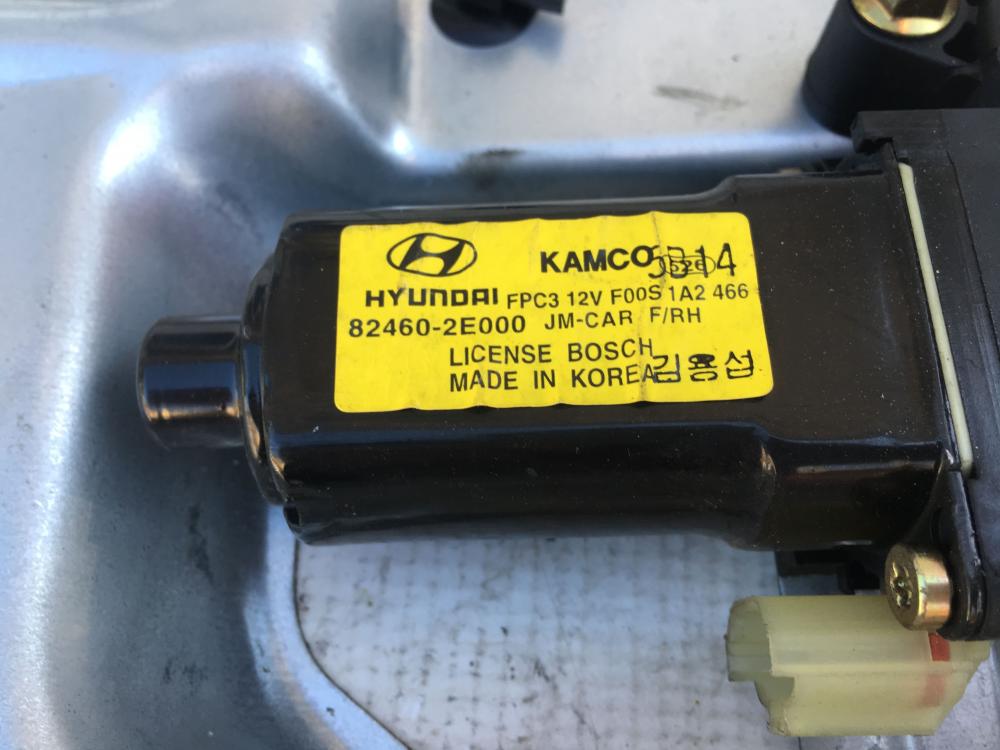 KAMCO 5314
HYUNDAI FPC3 12V F00S 1A2 466
82460-2E000 JM-CAR F/RH
LICENSE BOSCH
MADE IN KOREA 김용섭